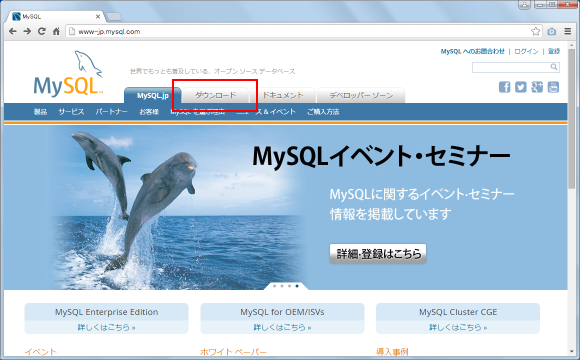 MySQL
www-jp.mysql.com
MySQL へのお問合わせ | ログイン | 登録
MySQL
世界でもっとも普及している、オープン ソース データベース
MySQL.jp
ダウンロード
ドキュメント
デベロッパー ゾーン
製品 サービス パートナー お客様 MySQL を選ぶ理由 ニュース & イベント ご購入方法
MySQLイベント・セミナー
MySQLに関するイベント・セミナー
情報を掲載しています
詳細・登録はこちら
MySQL Enterprise Edition
詳しくはこちら »
MySQL for OEM/ISVs
詳しくはこちら »
MySQL Cluster CGE
詳しくはこちら »
イベント
ホワイト ペーパー
導入事例